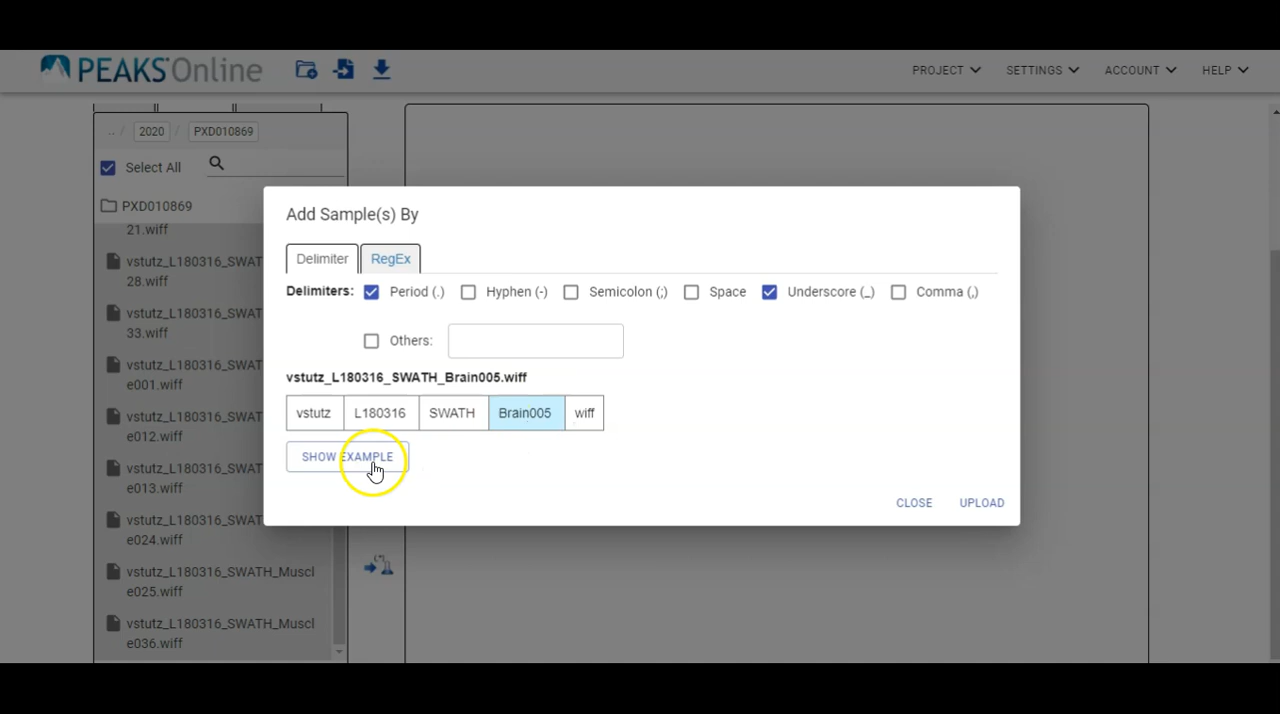 PEAKS Online
PROJECT SETTINGS ACCOUNT HELP
.. / 2020 / PXD010869
Select All
PXD010869
21.wiff
vstutz_L180316_SWAT
28.wiff
vstutz_L180316_SWAT
33.wiff
vstutz_L180316_SWAT
e001.wiff
vstutz_L180316_SWAT
e012.wiff
vstutz_L180316_SWAT
e013.wiff
vstutz_L180316_SWAT
e024.wiff
vstutz_L180316_SWATH_Muscl
e025.wiff
vstutz_L180316_SWATH_Muscl
e036.wiff
Add Sample(s) By
Delimiter RegEx
Delimiters: Period (.) Hyphen (-) Semicolon (;) Space Underscore (_) Comma (,)
Others:
vstutz_L180316_SWATH_Brain005.wiff
vstutz L180316 SWATH Brain005 wiff
SHOW EXAMPLE
CLOSE UPLOAD